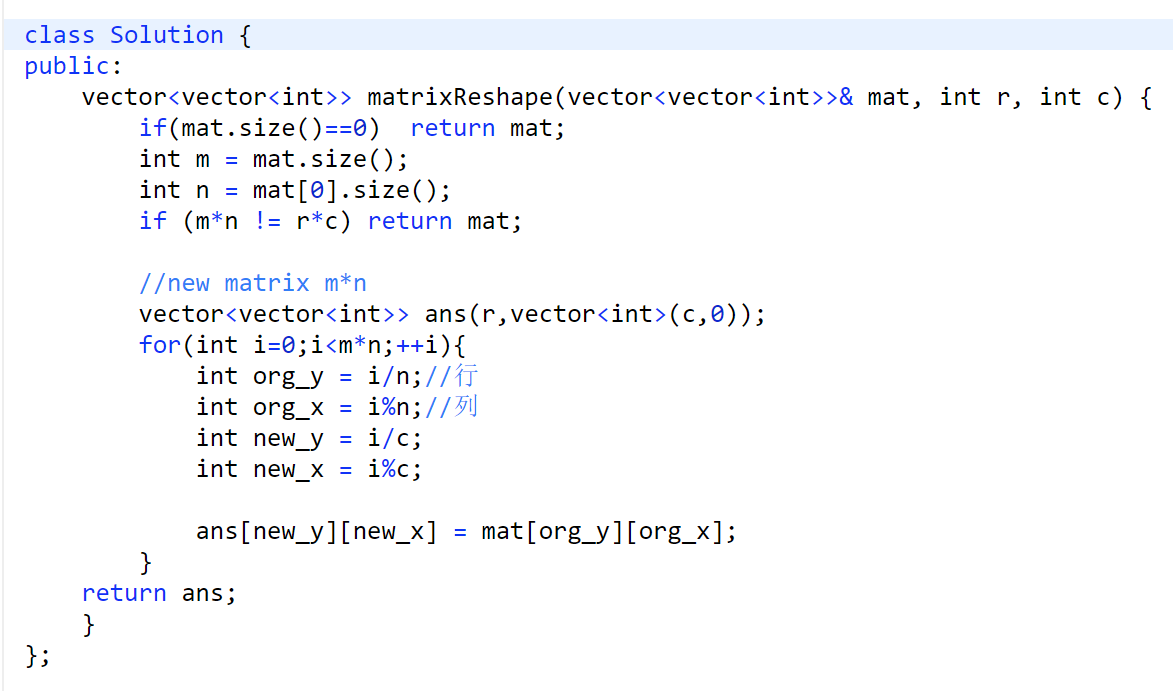 class Solution {
public:
    vector<vector<int>> matrixReshape(vector<vector<int>>& mat, int r, int c) {
        if(mat.size()==0)  return mat;
        int m = mat.size();
        int n = mat[0].size();
        if (m*n != r*c) return mat;

        //new matrix m*n
        vector<vector<int>> ans(r,vector<int>(c,0));
        for(int i=0;i<m*n;++i){
            int org_y = i/n;//行
            int org_x = i%n;//列
            int new_y = i/c;
            int new_x = i%c;

            ans[new_y][new_x] = mat[org_y][org_x];
        }
    return ans;
    }
};